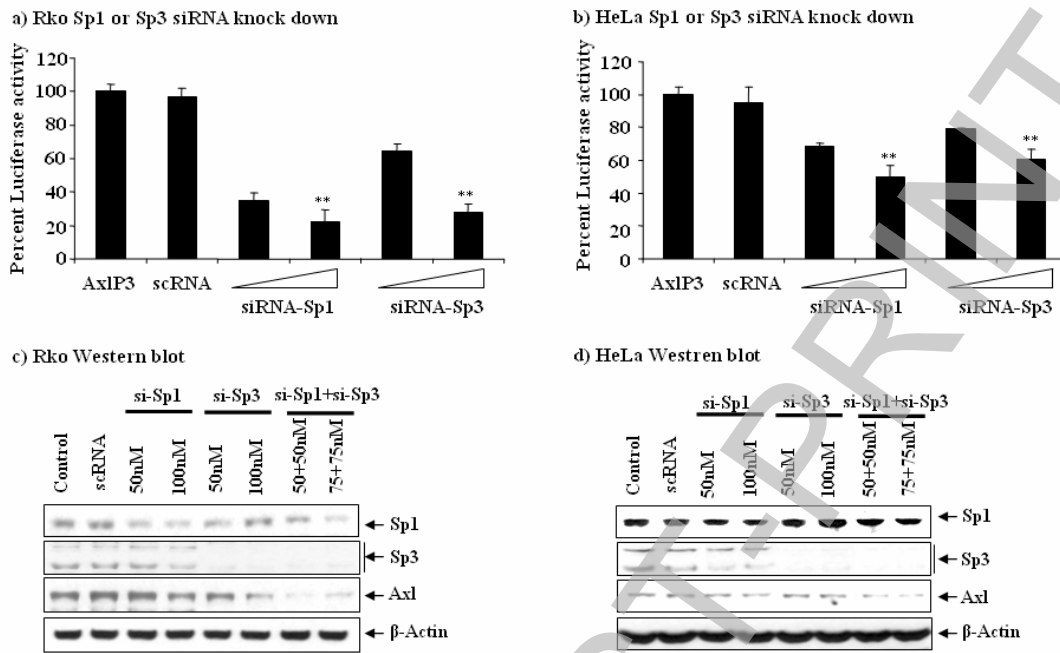 a) Rko Sp1 or Sp3 siRNA knock down
120
100
80
60
40
20
0
Percent Luciferase activity
**
**
AxlP3
scRNA
siRNA-Sp1
siRNA-Sp3
b) HeLa Sp1 or Sp3 siRNA knock down
120
100
80
60
40
20
0
Percent Luciferase activity
**
**
AxlP3
scRNA
siRNA-Sp1
siRNA-Sp3
c) Rko Western blot
si-Sp1
si-Sp3
si-Sp1+si-Sp3
Control
scRNA
50nM
100nM
50nM
100nM
50+50nM
75+75nM
Sp1
Sp3
Axl
β-Actin
d) HeLa Westren blot
si-Sp1
si-Sp3
si-Sp1+si-Sp3
Control
scRNA
50nM
100nM
50nM
100nM
50+50nM
75+75nM
Sp1
Sp3
Axl
β-Actin
T-PRINT